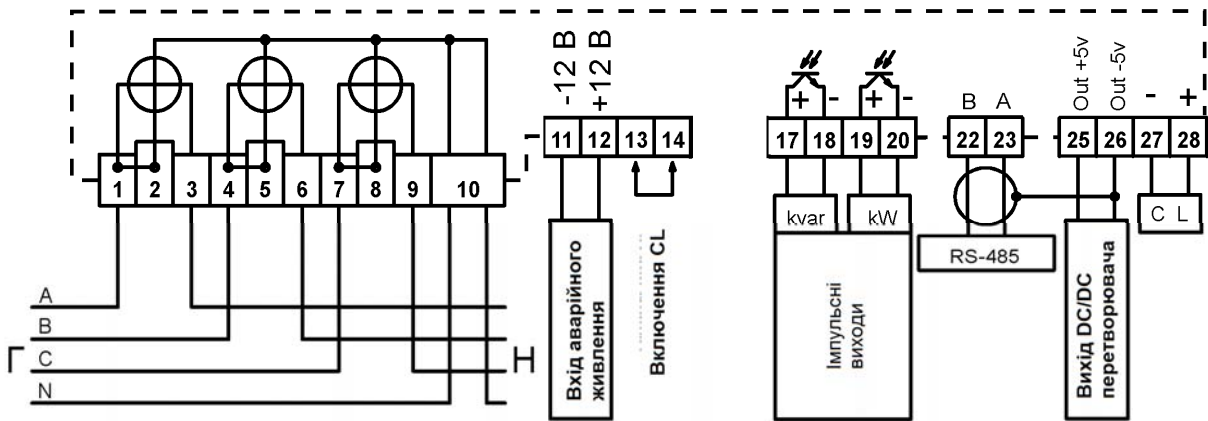 1 2 3 4 5 6 7 8 9 10
A
B
C
N
Г
Н
-12 В
+12 В
11 12 13 14
Вхід аварійного
живлення
Включення CL
+ - + -
17 18 19 20
kvar kW
Імпульсні
виходи
B A
22 23
RS-485
Out +5v
Out -5v
- +
25 26 27 28
C L
Вихід DC/DC
перетворювача